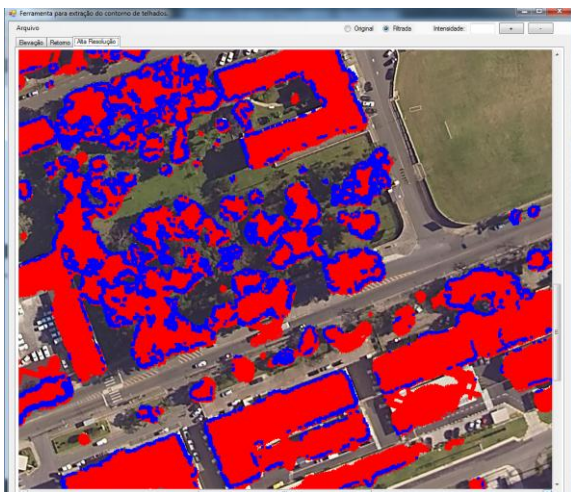 Ferramenta para extração do contorno de telhados
Arquivo
Original
Filtrada
Intensidade:
+
-
Elevação
Retorno
Alta Resolução